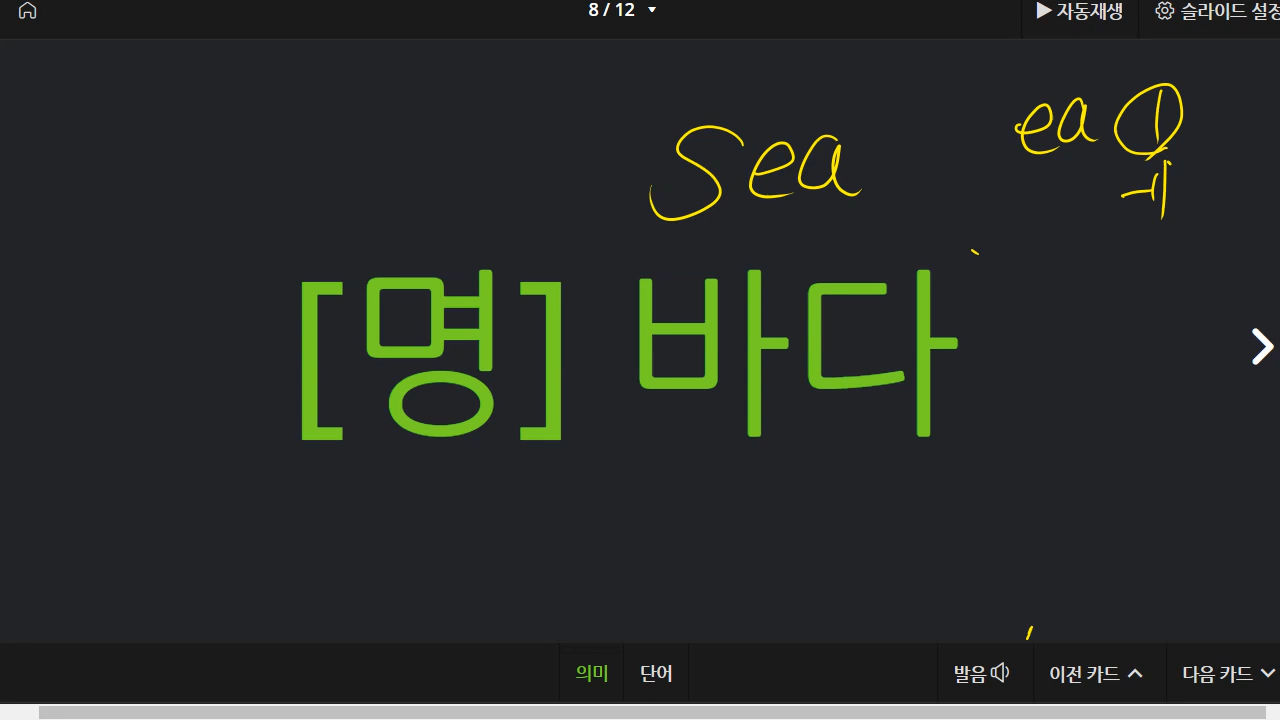 8 / 12
자동재생
슬라이드 설정
sea
ea ㅣ
ㅔ
[명] 바다
의미
단어
발음
이전 카드
다음 카드